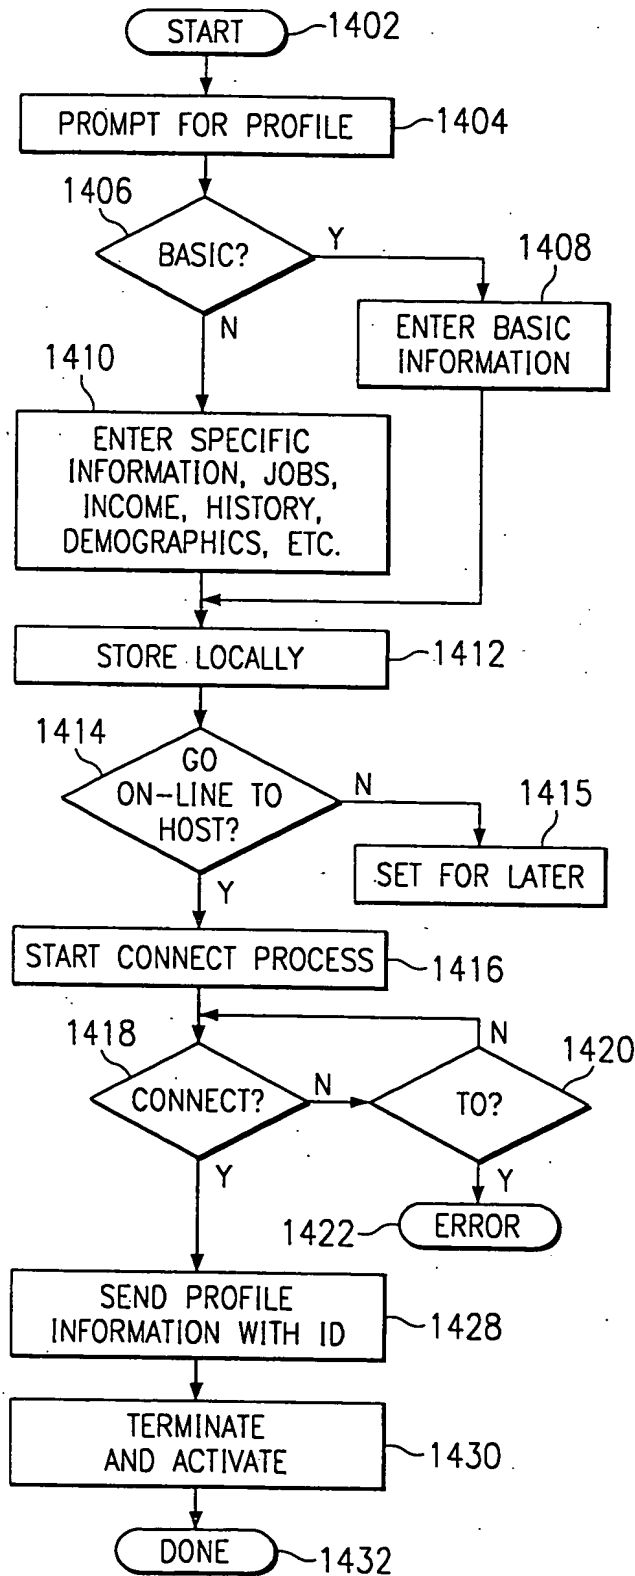 START
1402
PROMPT FOR PROFILE
1404
1406
BASIC?
Y
N
1408
ENTER BASIC
INFORMATION
1410
ENTER SPECIFIC
INFORMATION, JOBS,
INCOME, HISTORY,
DEMOGRAPHICS, ETC.
STORE LOCALLY
1412
1414
GO
ON-LINE TO
HOST?
N
Y
1415
SET FOR LATER
START CONNECT PROCESS
1416
1418
CONNECT?
N
Y
N
1420
TO?
Y
1422
ERROR
SEND PROFILE
INFORMATION WITH ID
1428
TERMINATE
AND ACTIVATE
1430
DONE
1432